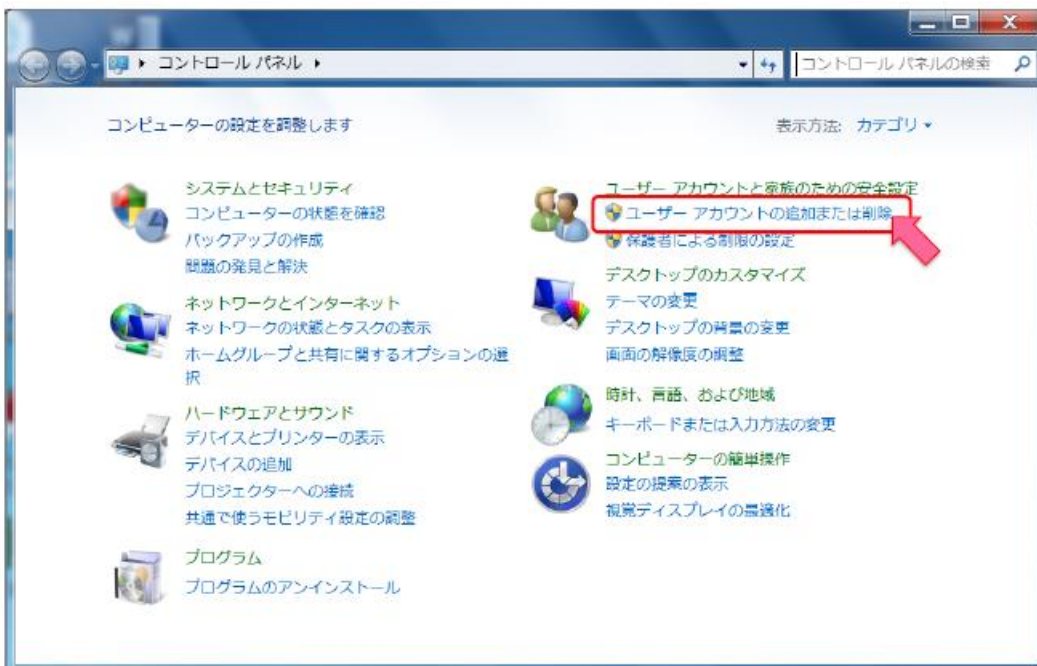 コントロール パネル
コントロール パネルの検索
コンピューターの設定を調整します
表示方法: カテゴリ
システムとセキュリティ
コンピューターの状態を確認
バックアップの作成
問題の発見と解決
ネットワークとインターネット
ネットワークの状態とタスクの表示
ホームグループと共有に関するオプションの選
択
ハードウェアとサウンド
デバイスとプリンターの表示
デバイスの追加
プロジェクターへの接続
共通で使うモビリティ設定の調整
プログラム
プログラムのアンインストール
ユーザー アカウントと家族のための安全設定
ユーザー アカウントの追加または削除
保護者による制限の設定
デスクトップのカスタマイズ
テーマの変更
デスクトップの背景の変更
画面の解像度の調整
時計、言語、および地域
キーボードまたは入力方法の変更
コンピューターの簡単操作
設定の提案の表示
視覚ディスプレイの最適化